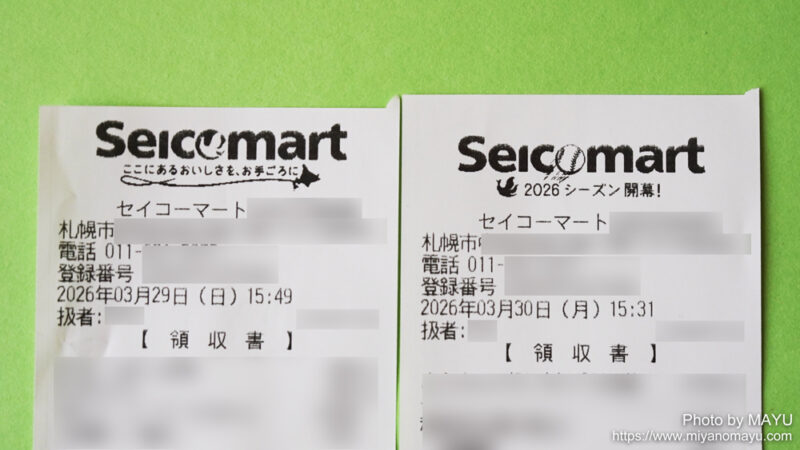 Seicomart
ここにあるおいしさを、お手ごろに
セイコーマート
札幌市
電話 011-
登録番号
2026年03月29日（日）15:49
扱者:
【 領 収 書 】
Seicomart
2026シーズン開幕!
セイコーマート
札幌市
電話 011-
登録番号
2026年03月30日（月）15:31
扱者:
【 領 収 書 】
Photo by MAYU
https://www.miyanomayu.com